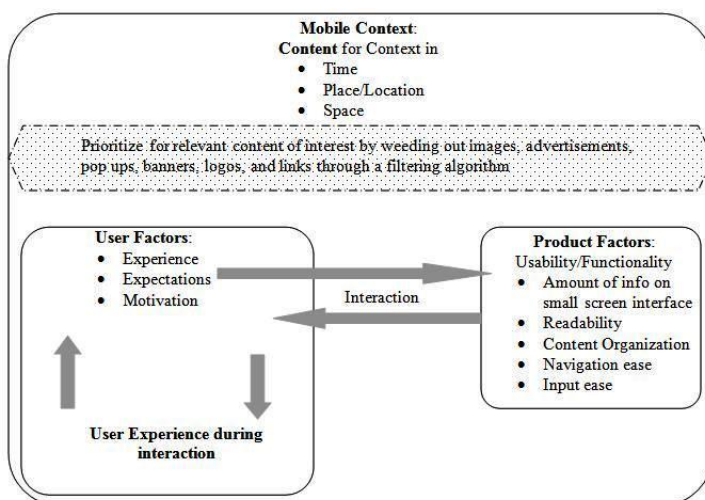 Mobile Context:
Content for Context in
• Time
• Place/Location
• Space
Prioritize for relevant content of interest by weeding out images, advertisements,
pop ups, banners, logos, and links through a filtering algorithm
User Factors:
• Experience
• Expectations
• Motivation
Interaction
Product Factors:
Usability/Functionality
• Amount of info on
small screen interface
• Readability
• Content Organization
• Navigation ease
• Input ease
User Experience during
interaction